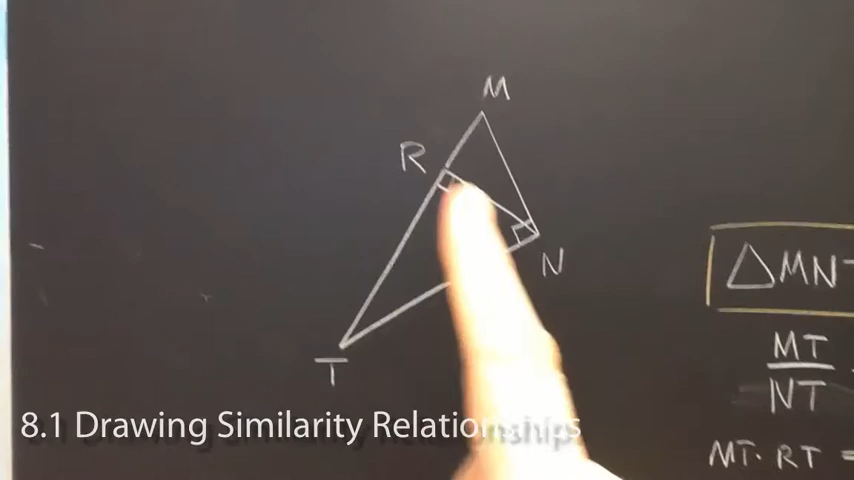 M
R
N
△MN
T
MT
NT
8.1 Drawing Similarity Relationships
MT· RT =